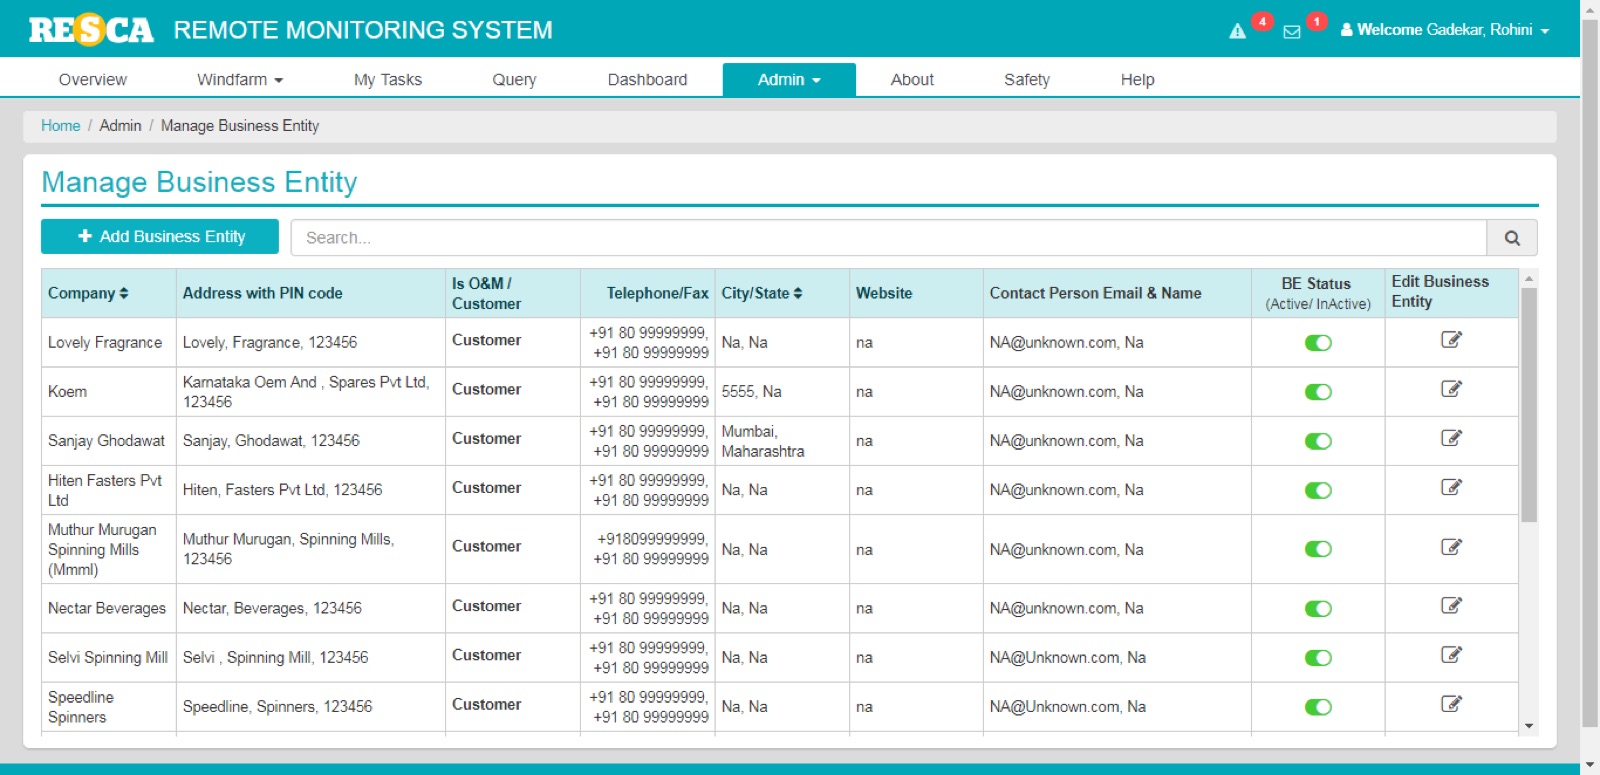 RESCA REMOTE MONITORING SYSTEM 4 1 Welcome Gadekar, Rohini
Overview Windfarm My Tasks Query Dashboard Admin About Safety Help
Home / Admin / Manage Business Entity
Manage Business Entity
+ Add Business Entity Search...
Company Address with PIN code Is O&M / Customer Telephone/Fax City/State Website Contact Person Email & Name BE Status (Active/ InActive) Edit Business Entity
Lovely Fragrance Lovely, Fragrance, 123456 Customer +91 80 99999999, +91 80 99999999 Na, Na na NA@unknown.com, Na
Koem Karnataka Oem And , Spares Pvt Ltd, 123456 Customer +91 80 99999999, +91 80 99999999 5555, Na na NA@unknown.com, Na
Sanjay Ghodawat Sanjay, Ghodawat, 123456 Customer +91 80 99999999, +91 80 99999999 Mumbai, Maharashtra na NA@unknown.com, Na
Hiten Fasters Pvt Ltd Hiten, Fasters Pvt Ltd, 123456 Customer +91 80 99999999, +91 80 99999999 Na, Na na NA@unknown.com, Na
Muthur Murugan Spinning Mills (Mmml) Muthur Murugan, Spinning Mills, 123456 Customer +918099999999, +91 80 99999999 Na, Na na NA@unknown.com, Na
Nectar Beverages Nectar, Beverages, 123456 Customer +91 80 99999999, +91 80 99999999 Na, Na na NA@unknown.com, Na
Selvi Spinning Mill Selvi , Spinning Mill, 123456 Customer +91 80 99999999, +91 80 99999999 Na, Na na NA@Unknown.com, Na
Speedline Spinners Speedline, Spinners, 123456 Customer +91 80 99999999, +91 80 99999999 Na, Na na NA@Unknown.com, Na